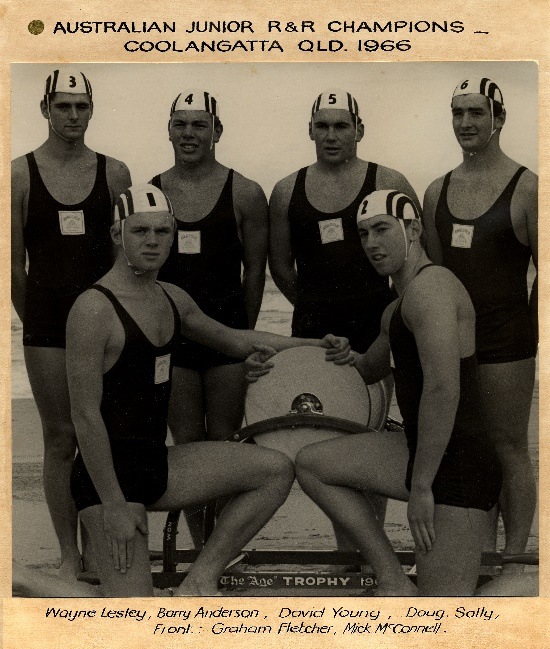 AUSTRALIAN JUNIOR R&R CHAMPIONS _
COOLANGATTA QLD. 1966
3
4
5
6
1
2
The "Age" TROPHY 196
Wayne Lesley, Barry Anderson, David Young, Doug. Sally,
Front: Graham Fletcher, Mick McConnell.